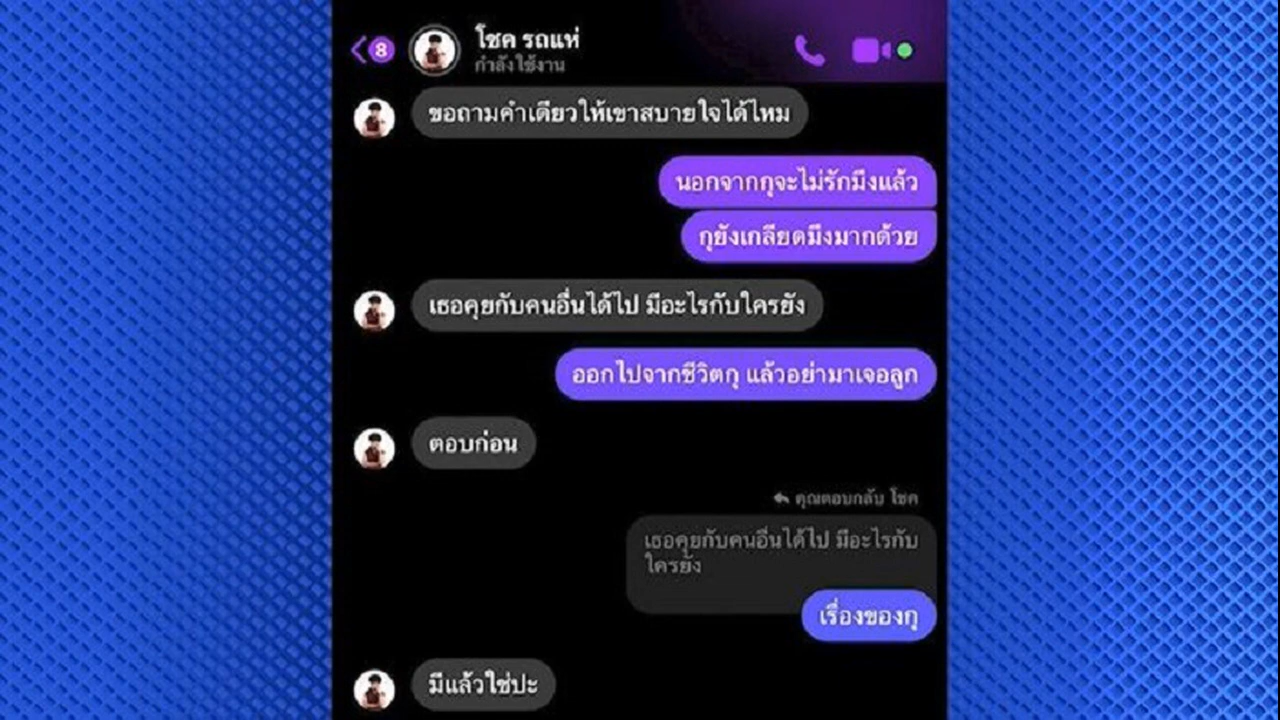 8
โชค รถแห่
กำลังใช้งาน
ขอถามคำเดียวให้เขาสบายใจได้ไหม
นอกจากกุจะไม่รักมึงแล้ว
กุยังเกลียดมึงมากด้วย
เธอคุยกับคนอื่นได้ไป มีอะไรกับใครยัง
ออกไปจากชีวิตกุ แล้วอย่ามาเจอลูก
ตอบก่อน
คุณตอบกลับ โชค
เธอคุยกับคนอื่นได้ไป มีอะไรกับ
ใครยัง
เรื่องของกุ
มีแล้วใช่ปะ